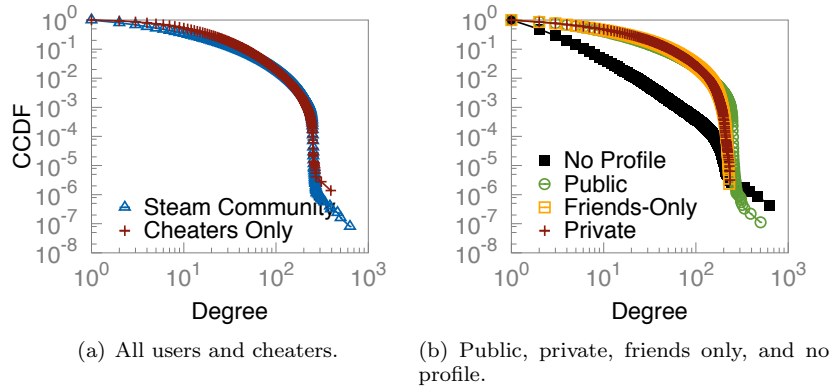 10^0
10^-1
10^-2
10^-3
10^-4
10^-5
10^-6
10^-7
10^-8
CCDF
10^0 10^1 10^2 10^3
Degree
Steam Community
Cheaters Only
(a) All users and cheaters.
10^0
10^-1
10^-2
10^-3
10^-4
10^-5
10^-6
10^-7
10^-8
10^0 10^1 10^2 10^3
Degree
No Profile
Public
Friends-Only
Private
(b) Public, private, friends only, and no
profile.